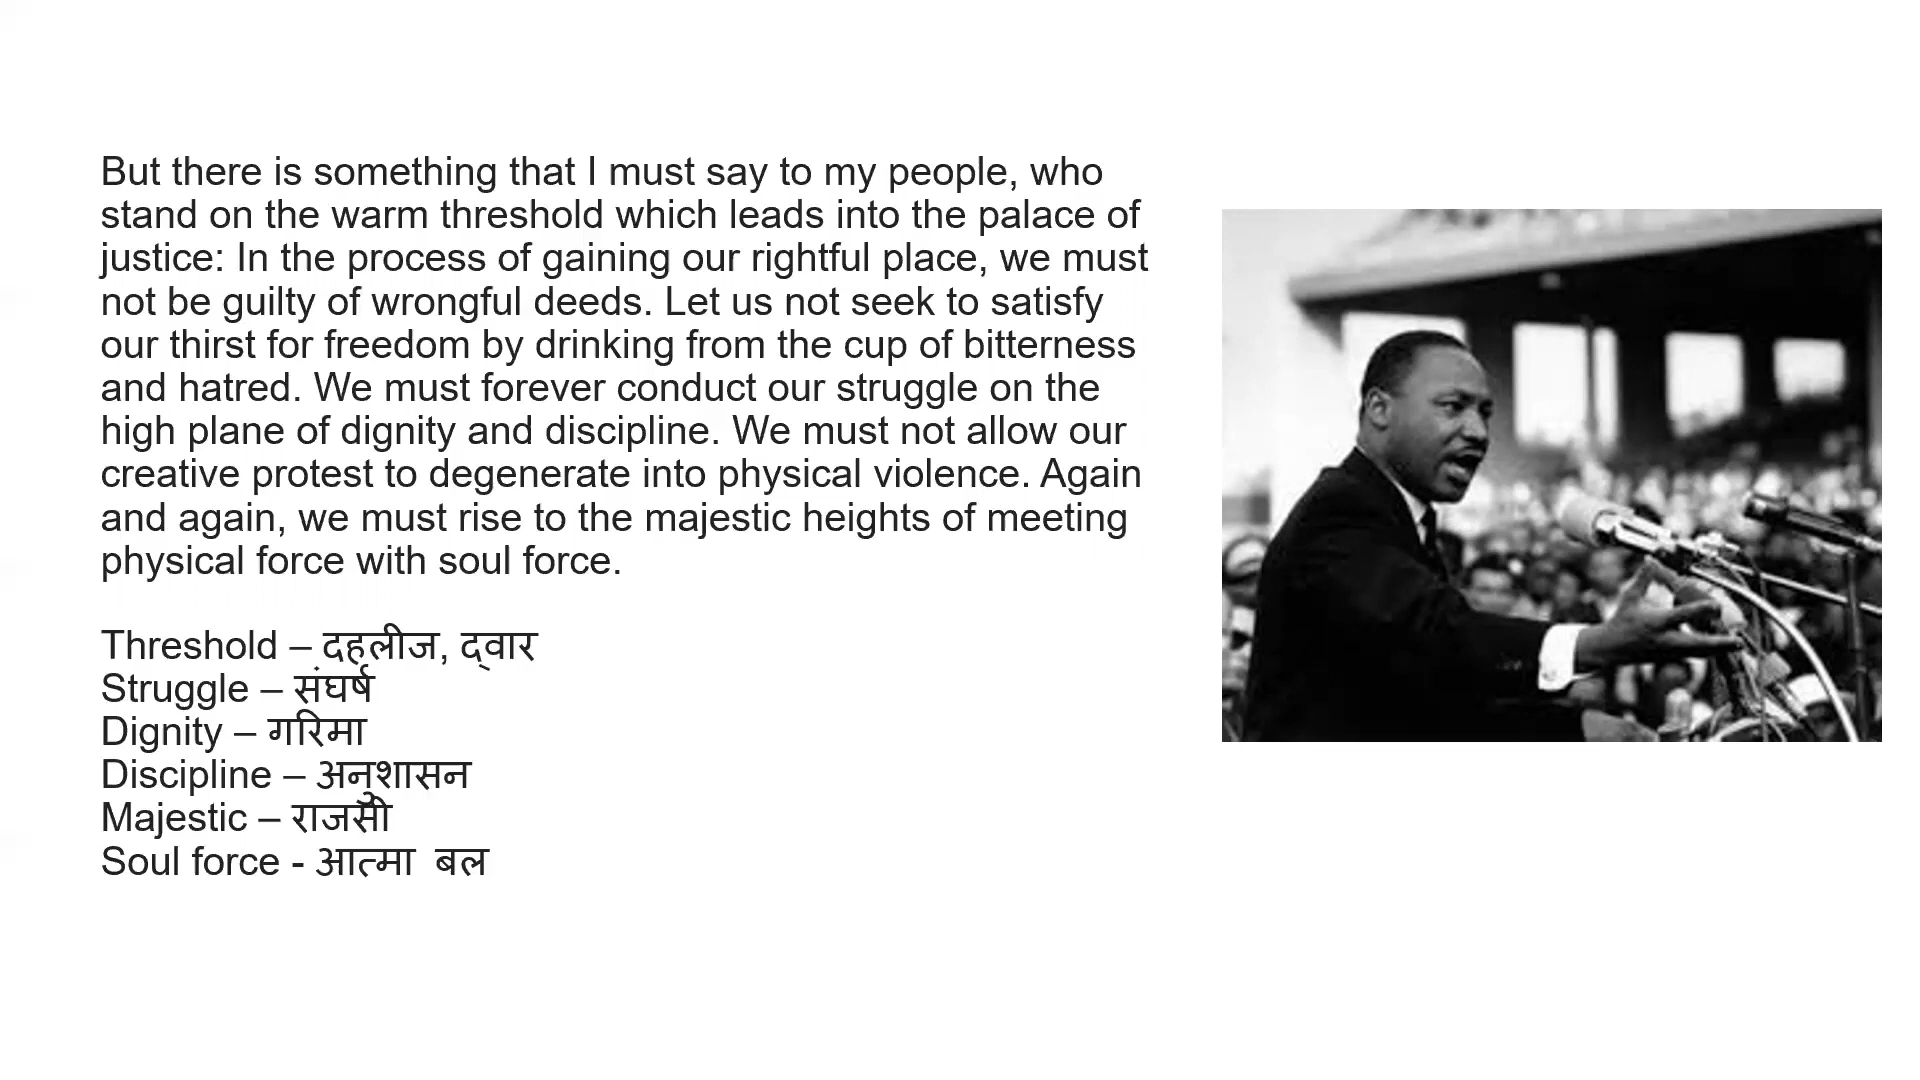 But there is something that I must say to my people, who
stand on the warm threshold which leads into the palace of
justice: In the process of gaining our rightful place, we must
not be guilty of wrongful deeds. Let us not seek to satisfy
our thirst for freedom by drinking from the cup of bitterness
and hatred. We must forever conduct our struggle on the
high plane of dignity and discipline. We must not allow our
creative protest to degenerate into physical violence. Again
and again, we must rise to the majestic heights of meeting
physical force with soul force.
Threshold – दहलीज, द्वार
Struggle – संघर्ष
Dignity – गरिमा
Discipline – अनुशासन
Majestic – राजसी
Soul force - आत्मा बल